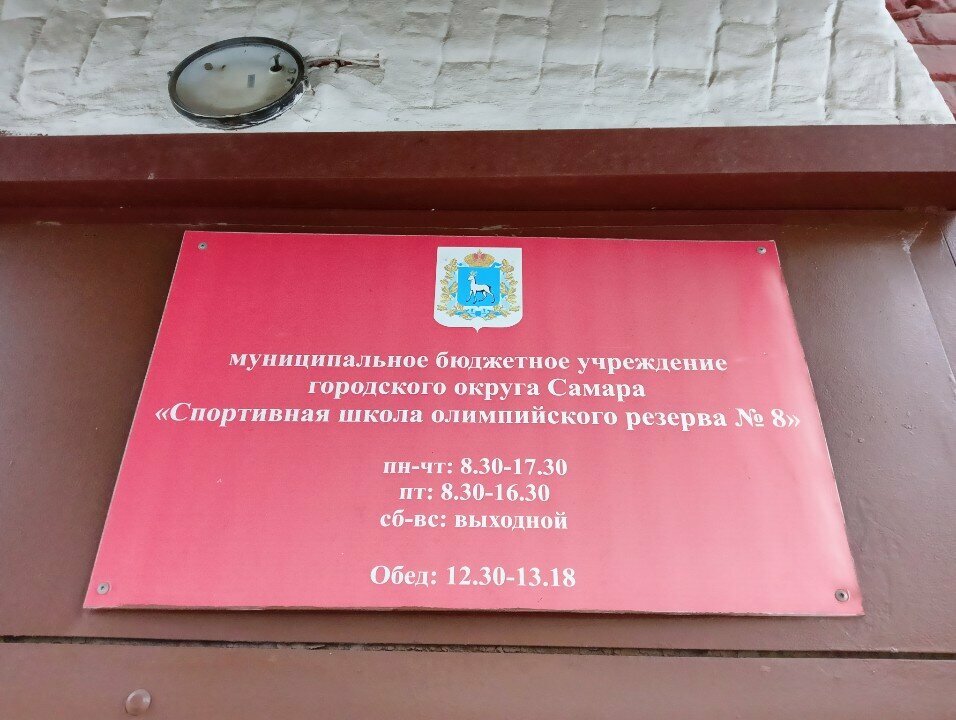 муниципальное бюджетное учреждение
городского округа Самара
«Спортивная школа олимпийского резерва № 8»
пн-чт: 8.30-17.30
пт: 8.30-16.30
сб-вс: выходной
Обед: 12.30-13.18